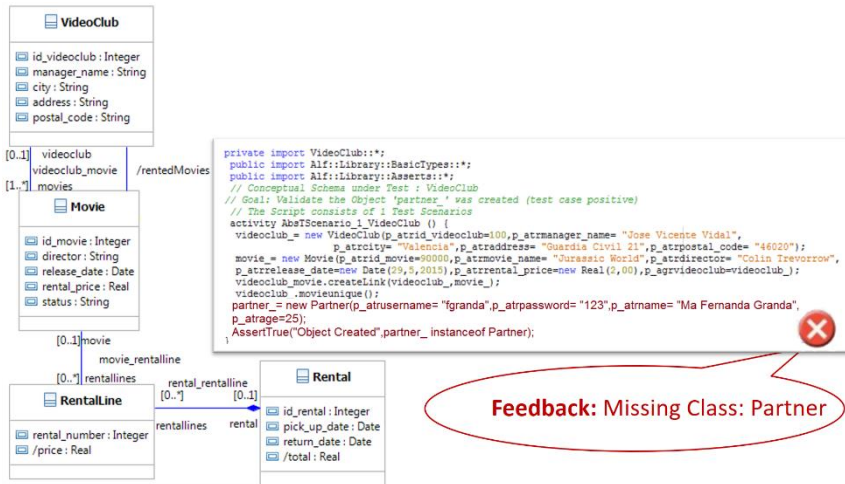 VideoClub
id_videoclub : Integer
manager_name : String
city : String
address : String
postal_code : String
[0..1] videoclub
videoclub_movie
/rentedMovies
[1..*] movies
Movie
id_movie : Integer
director : String
release_date : Date
rental_price : Real
status : String
[0..1]movie
movie_rentalline
[0..*] rentallines
RentalLine
rental_number : Integer
/price : Real
rental_rentalline
[0..*] [0..1]
rentallines rental
Rental
id_rental : Integer
pick_up_date : Date
return_date : Date
/total : Real
private import VideoClub::*;
public import Alf::Library::BasicTypes::*;
public import Alf::Library::Asserts::*;
// Conceptual Schema under Test : VideoClub
// Goal: Validate the Object 'partner_' was created (test case positive)
// The Script consists of 1 Test Scenarios
activity AbsTScenario_1_VideoClub () {
videoclub_= new VideoClub(p_atrid_videoclub=100,p_atrmanager_name= "Jose Vicente Vidal",
p_atrcity= "Valencia",p_atraddress= "Guardia Civil 21",p_atrpostal_code= "46020");
movie_= new Movie(p_atrid_movie=90000,p_atrmovie_name= "Jurassic World",p_atrdirector= "Colin Trevorrow",
p_atrrelease_date=new Date(29,5,2015),p_atrrental_price=new Real(2,00),p_agrvideoclub=videoclub_);
videoclub_movie.createLink(videoclub_,movie_);
videoclub_.movieunique();
partner_= new Partner(p_atrusername= "fgranda",p_atrpassword= "123",p_atrname= "Ma Fernanda Granda",
p_atrage=25);
AssertTrue("Object Created",partner_ instanceof Partner);
}
Feedback: Missing Class: Partner